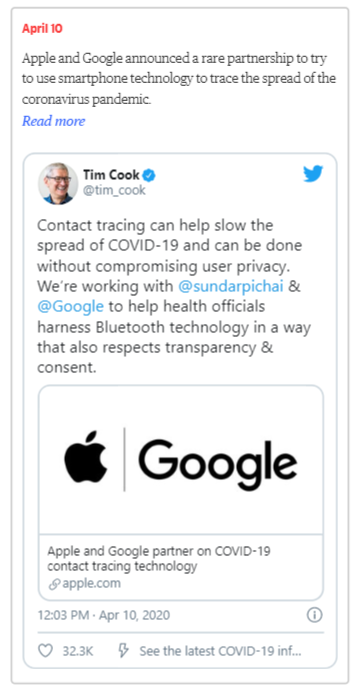 April 10
Apple and Google announced a rare partnership to try
to use smartphone technology to trace the spread of the
coronavirus pandemic.
Read more
Tim Cook
@tim_cook
Contact tracing can help slow the
spread of COVID-19 and can be done
without compromising user privacy.
We're working with @sundarpichai &
@Google to help health officials
harness Bluetooth technology in a way
that also respects transparency &
consent.
Google
Apple and Google partner on COVID-19
contact tracing technology
apple.com
12:03 PM · Apr 10, 2020
32.3K
See the latest COVID-19 inf...